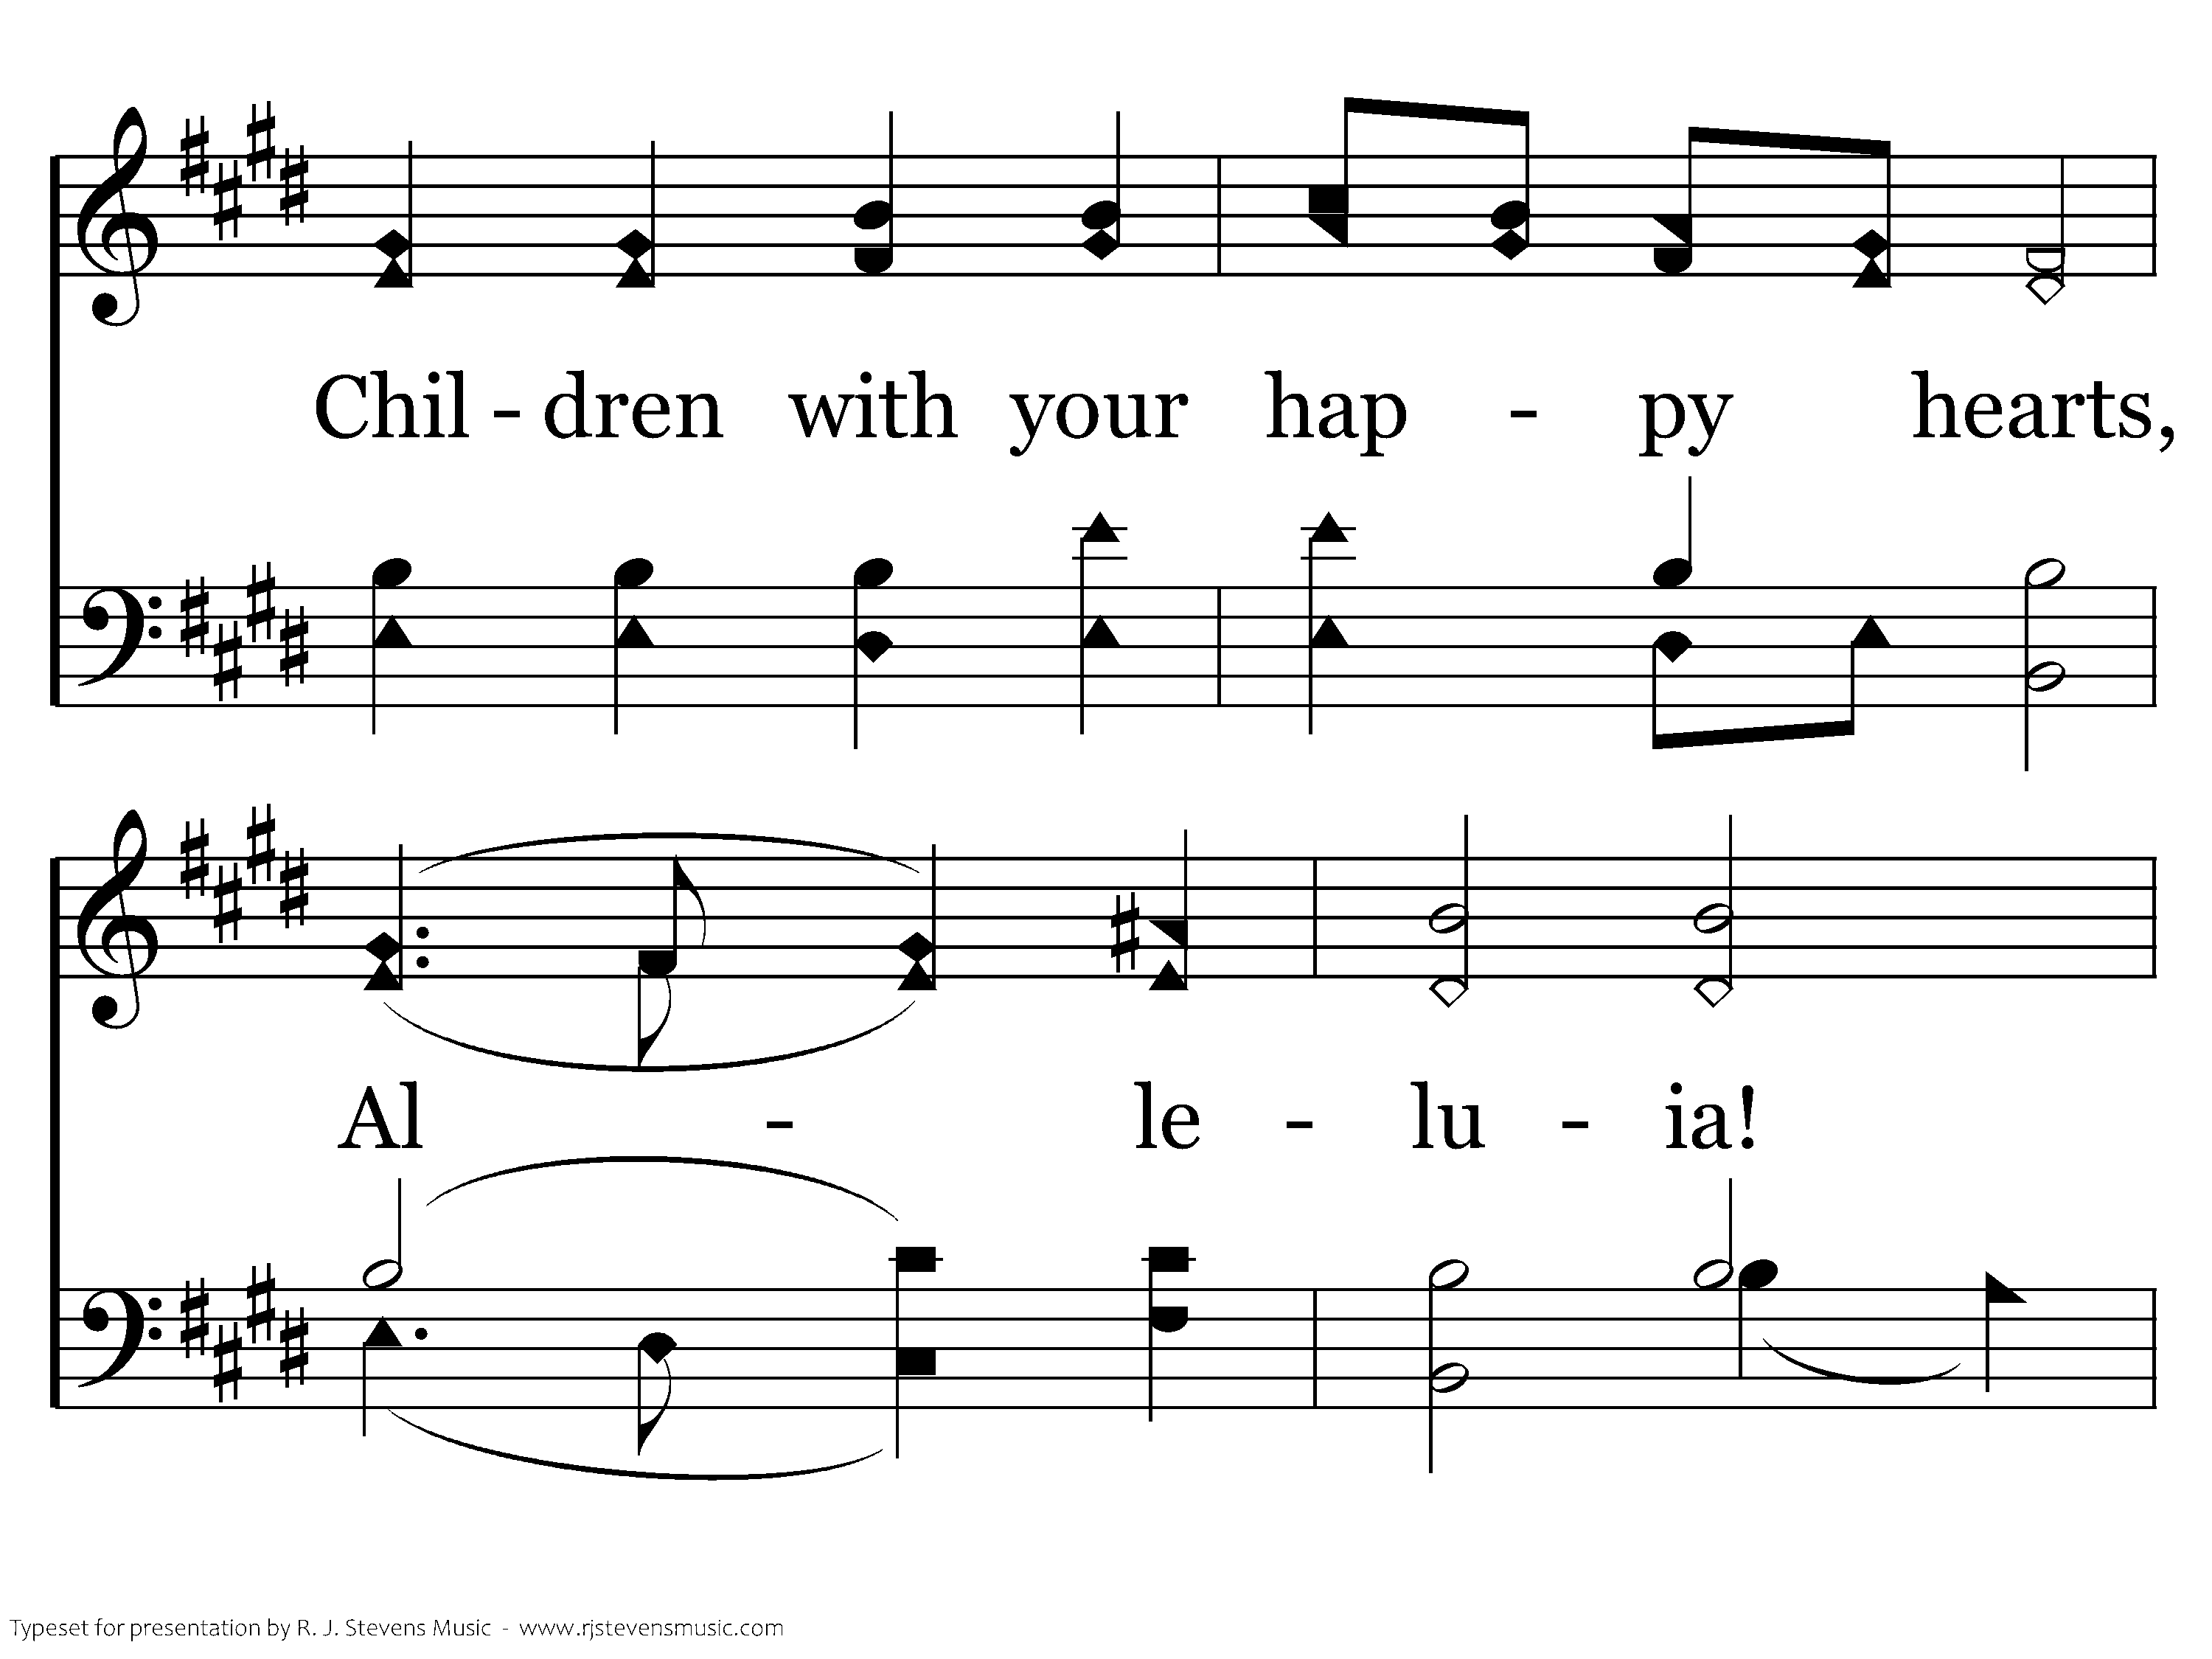 Chil - dren with your hap - py hearts,
Al - le - lu - ia!
Typeset for presentation by R. J. Stevens Music - www.rjstevensmusic.com